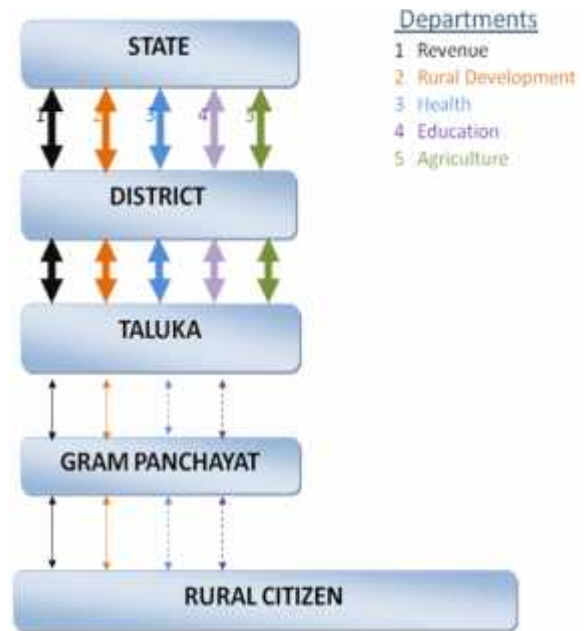 STATE
Departments
1 Revenue
2 Rural Development
3 Health
4 Education
5 Agriculture
1 2 3 4 5
DISTRICT
TALUKA
GRAM PANCHAYAT
RURAL CITIZEN